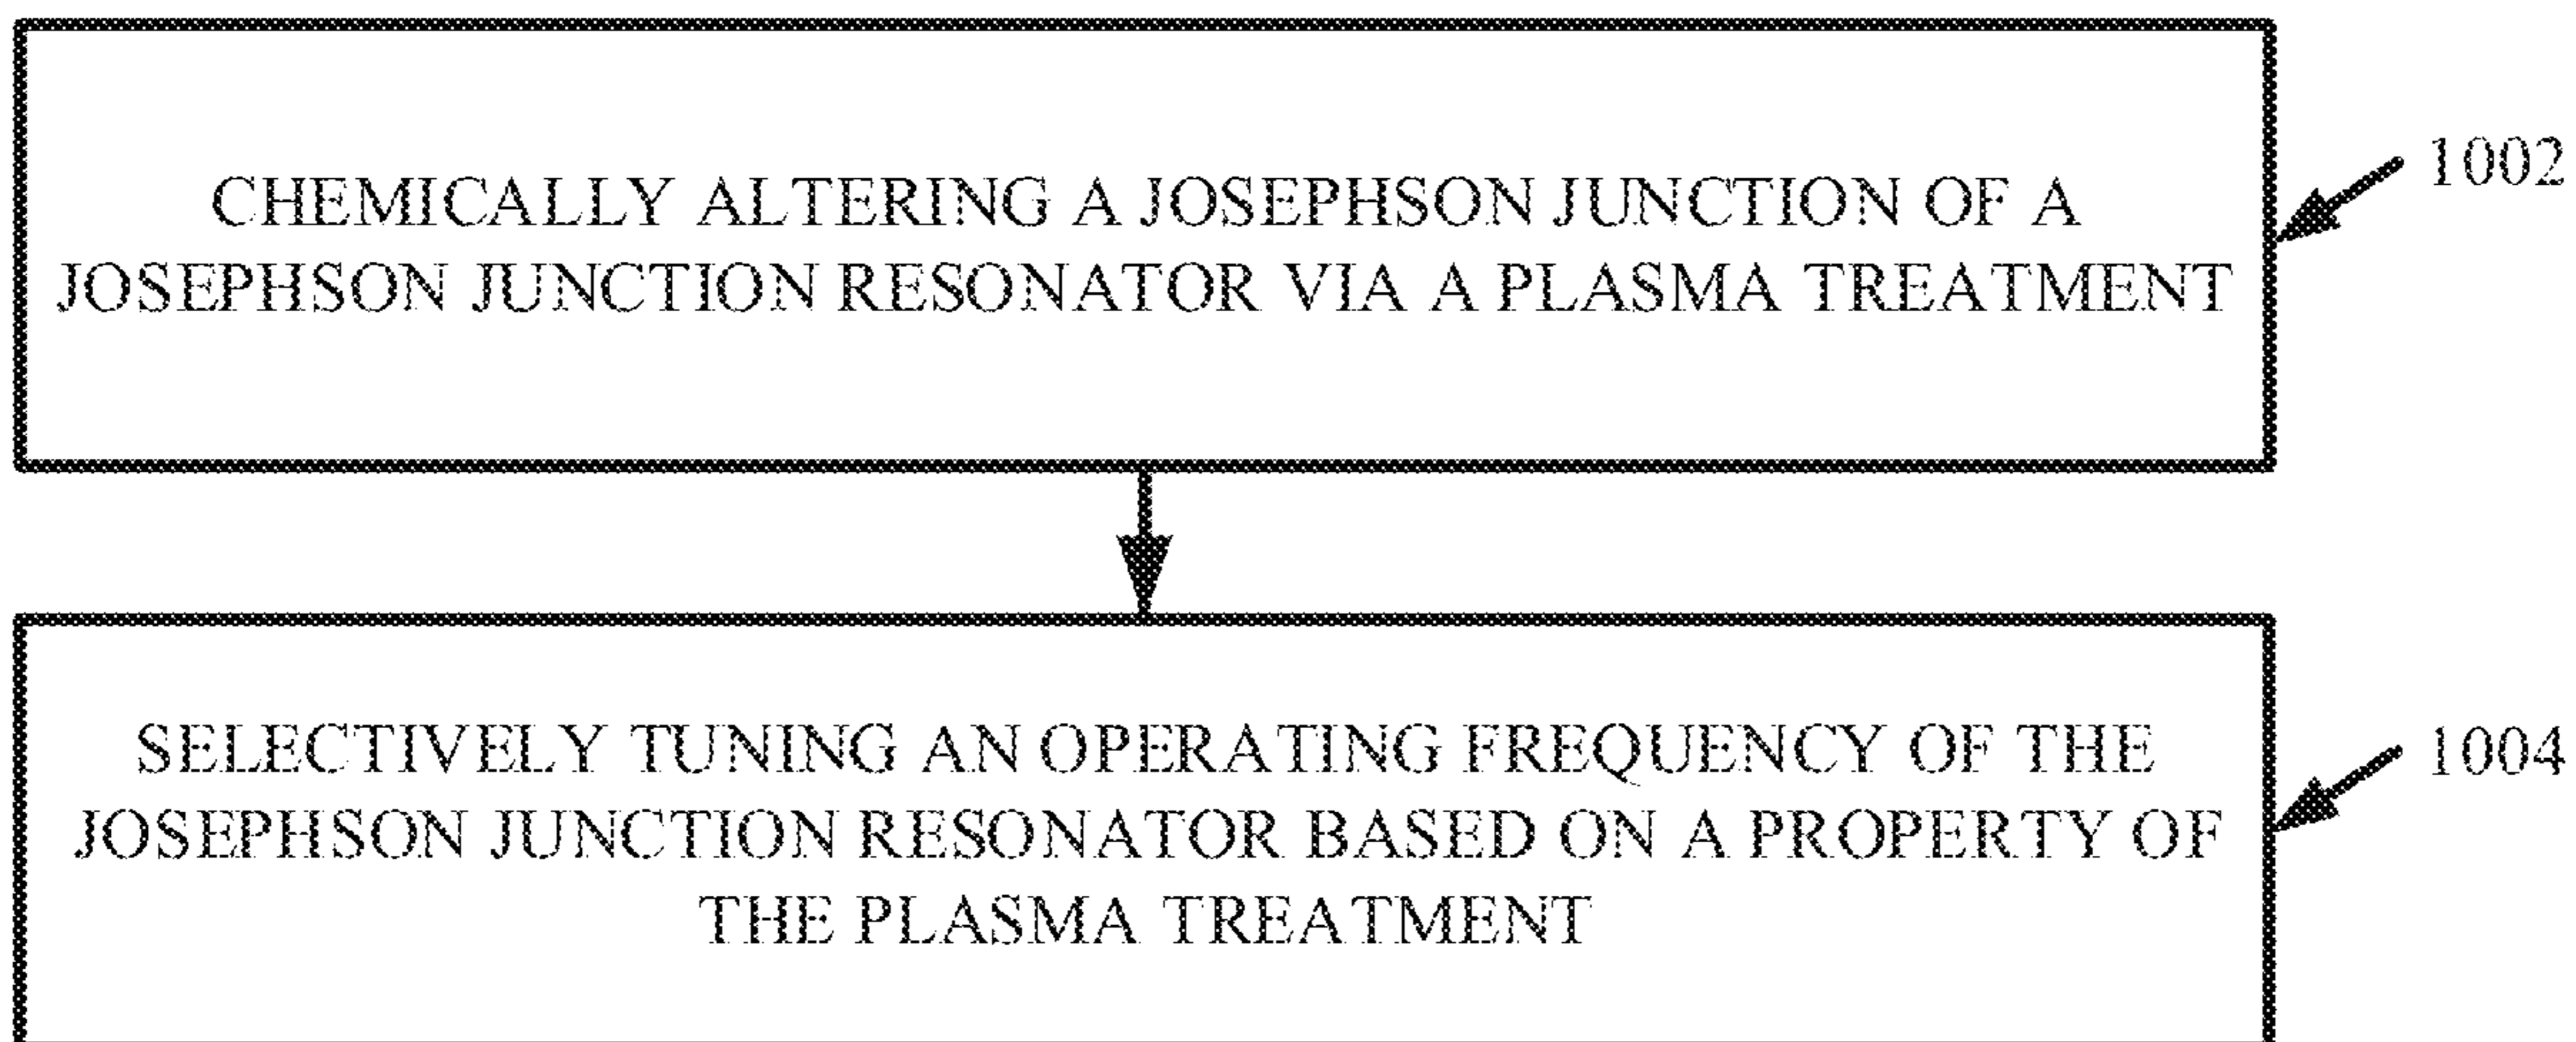 CHEMICALLY ALTERING A JOSEPHSON JUNCTION OF A
JOSEPHSON JUNCTION RESONATOR VIA A PLASMA TREATMENT
1002
SELECTIVELY TUNING AN OPERATING FREQUENCY OF THE
JOSEPHSON JUNCTION RESONATOR BASED ON A PROPERTY OF
THE PLASMA TREATMENT
1004